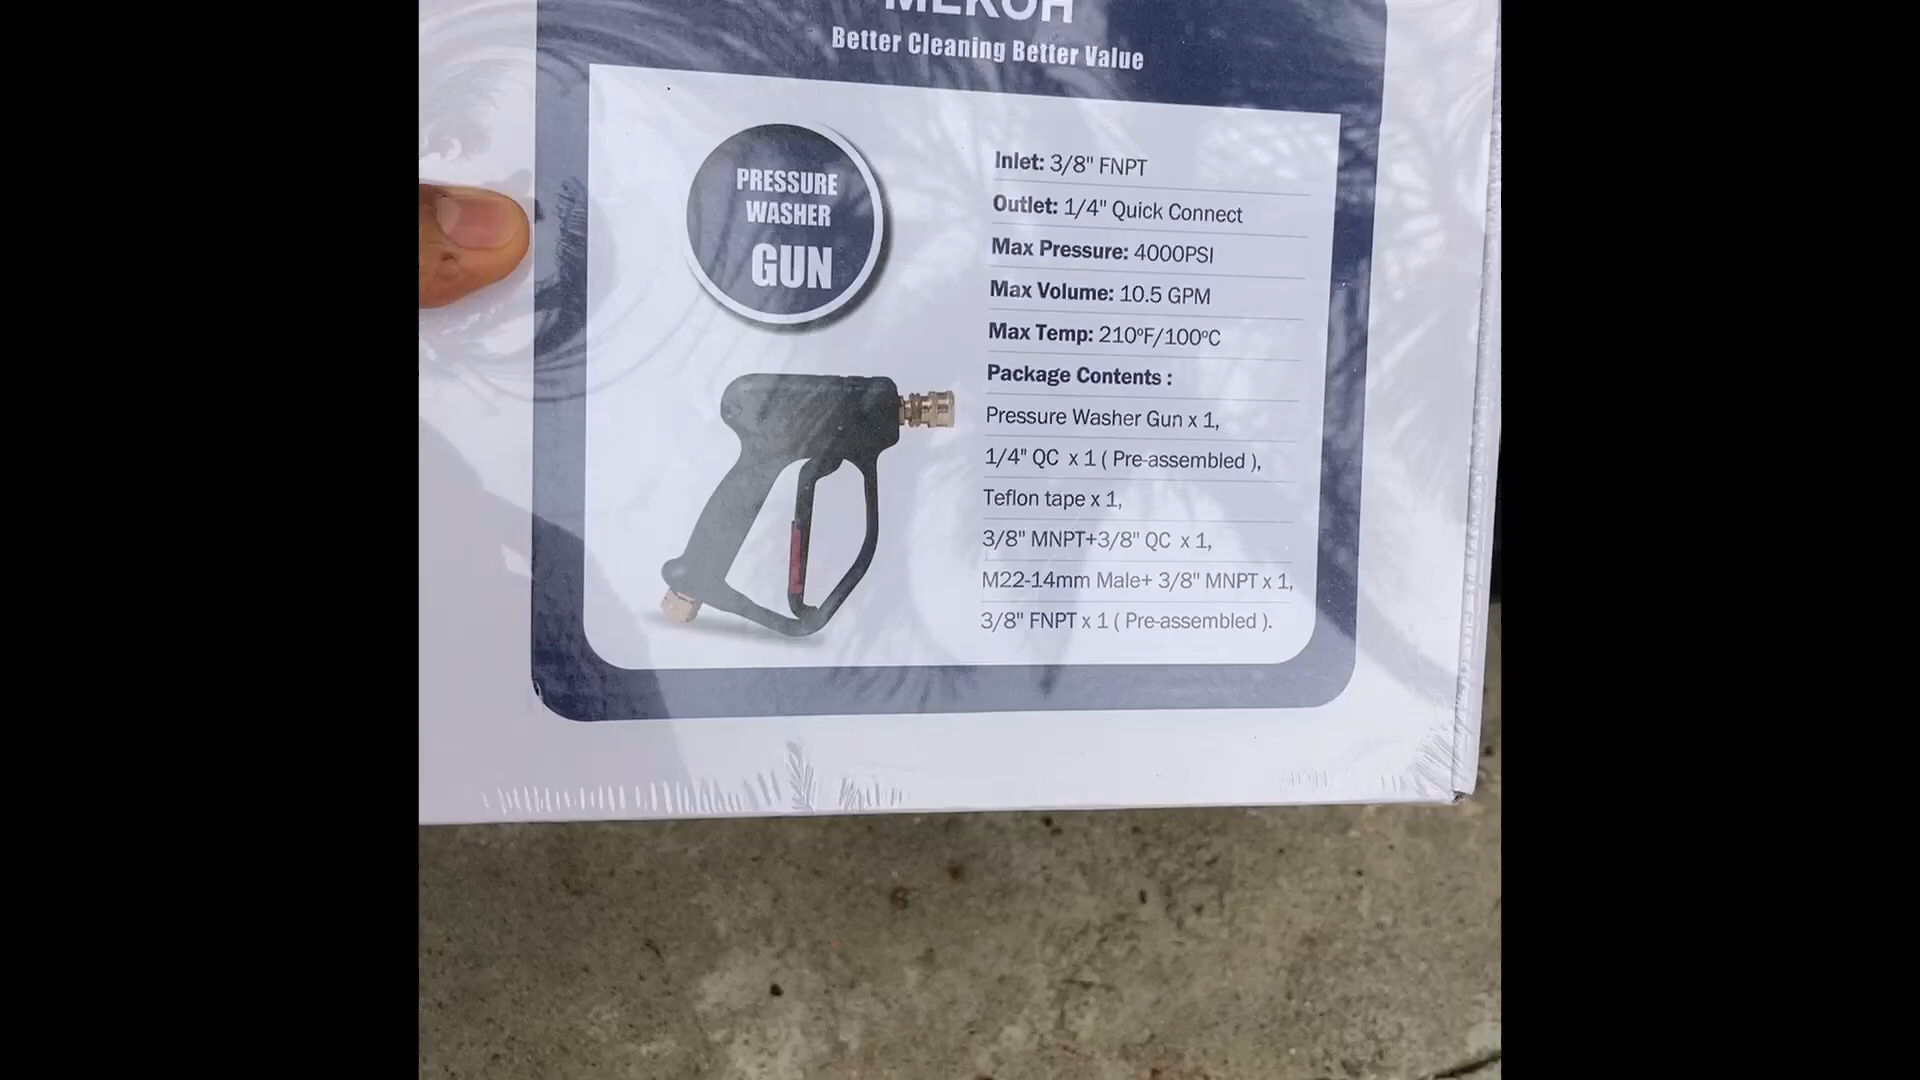 Better Cleaning Better Value
PRESSURE
WASHER
GUN
Inlet: 3/8" FNPT
Outlet: 1/4" Quick Connect
Max Pressure: 4000PSI
Max Volume: 10.5 GPM
Max Temp: 210ºF/100ºC
Package Contents :
Pressure Washer Gun x 1,
1/4" QC x 1 ( Pre-assembled ),
Teflon tape x 1,
3/8" MNPT+3/8" QC x 1,
M22-14mm Male+ 3/8" MNPT x 1,
3/8" FNPT x 1 ( Pre-assembled ).